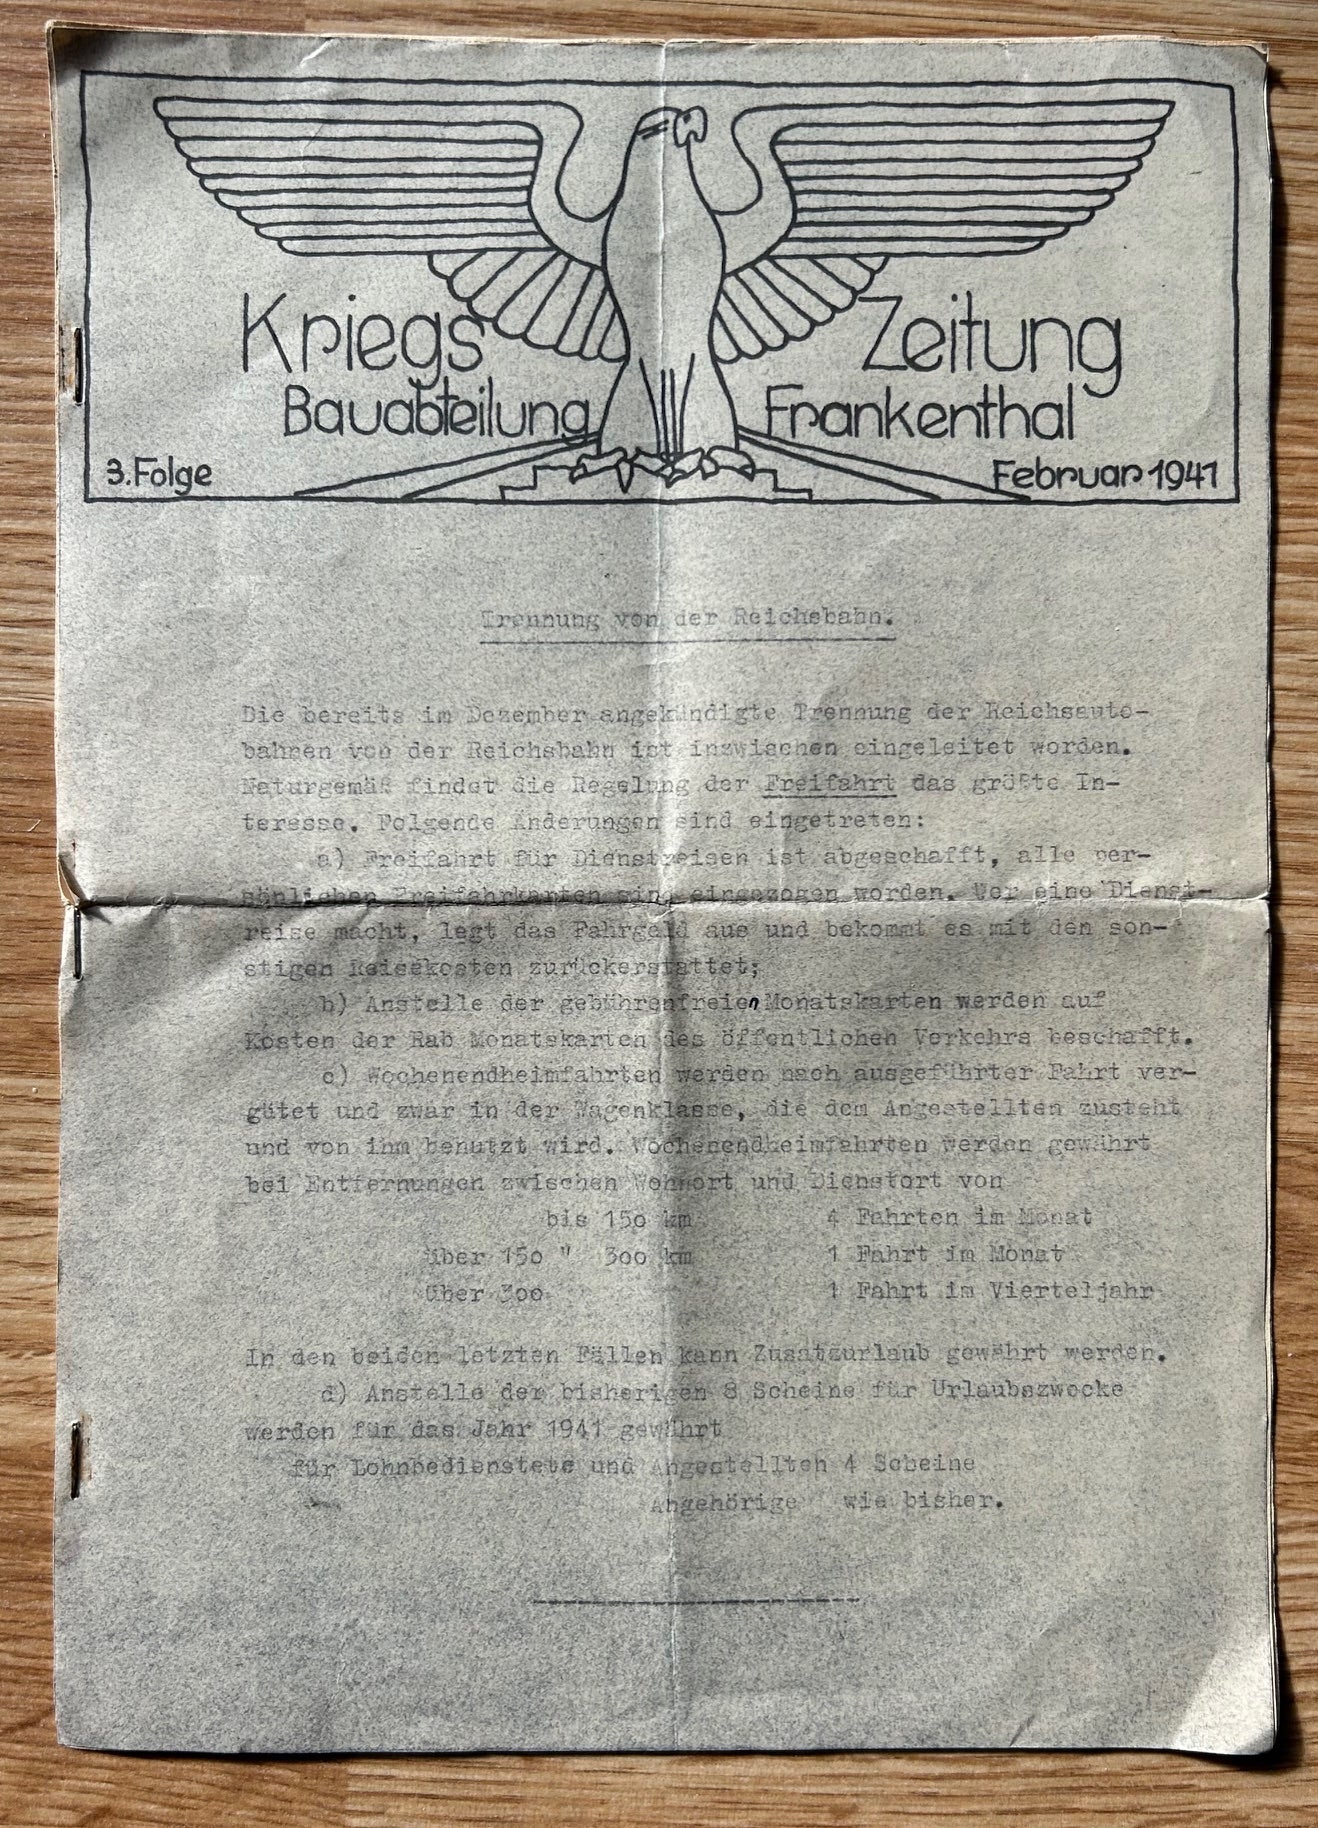 Kriegs Zeitung
Bauabteilung Frankenthal
3. Folge Februar 1941
Trennung von der Reichsbahn.
Die bereits im Dezember angekündigte Trennung der Reichsauto-
bahnen von der Reichsbahn ist inzwischen eingeleitet worden.
Naturgemäß findet die Regelung der Freifahrt das größte In-
teresse. Folgende Änderungen sind eingetreten:
a) Freifahrt für Dienstreisen ist abgeschafft, alle per-
sönlichen Freifahrkarten sind eingezogen worden. Wer eine Dienst-
reise macht, legt das Fahrgeld aus und bekommt es mit den son-
stigen Reisekosten zurückerstattet;
b) Anstelle der gebührenfreien Monatskarten werden auf
Kosten der Rab Monatskarten des öffentlichen Verkehrs beschafft.
c) Wochenendheimfahrten werden nach ausgeführter Fahrt ver-
gütet und zwar in der Wagenklasse, die dem Angestellten zusteht
und von ihm benutzt wird. Wochenendheimfahrten werden gewährt
bei Entfernungen zwischen Wohnort und Dienstort von
bis 150 km 4 Fahrten im Monat
über 150 " 300 km 1 Fahrt im Monat
über 300 1 Fahrt im Vierteljahr
In den beiden letzten Fällen kann Zusatzurlaub gewährt werden.
d) Anstelle der bisherigen 8 Scheine für Urlaubszwecke
werden für das Jahr 1941 gewährt
für Lohnbedienstete und Angestellten 4 Scheine
Angehörige wie bisher.